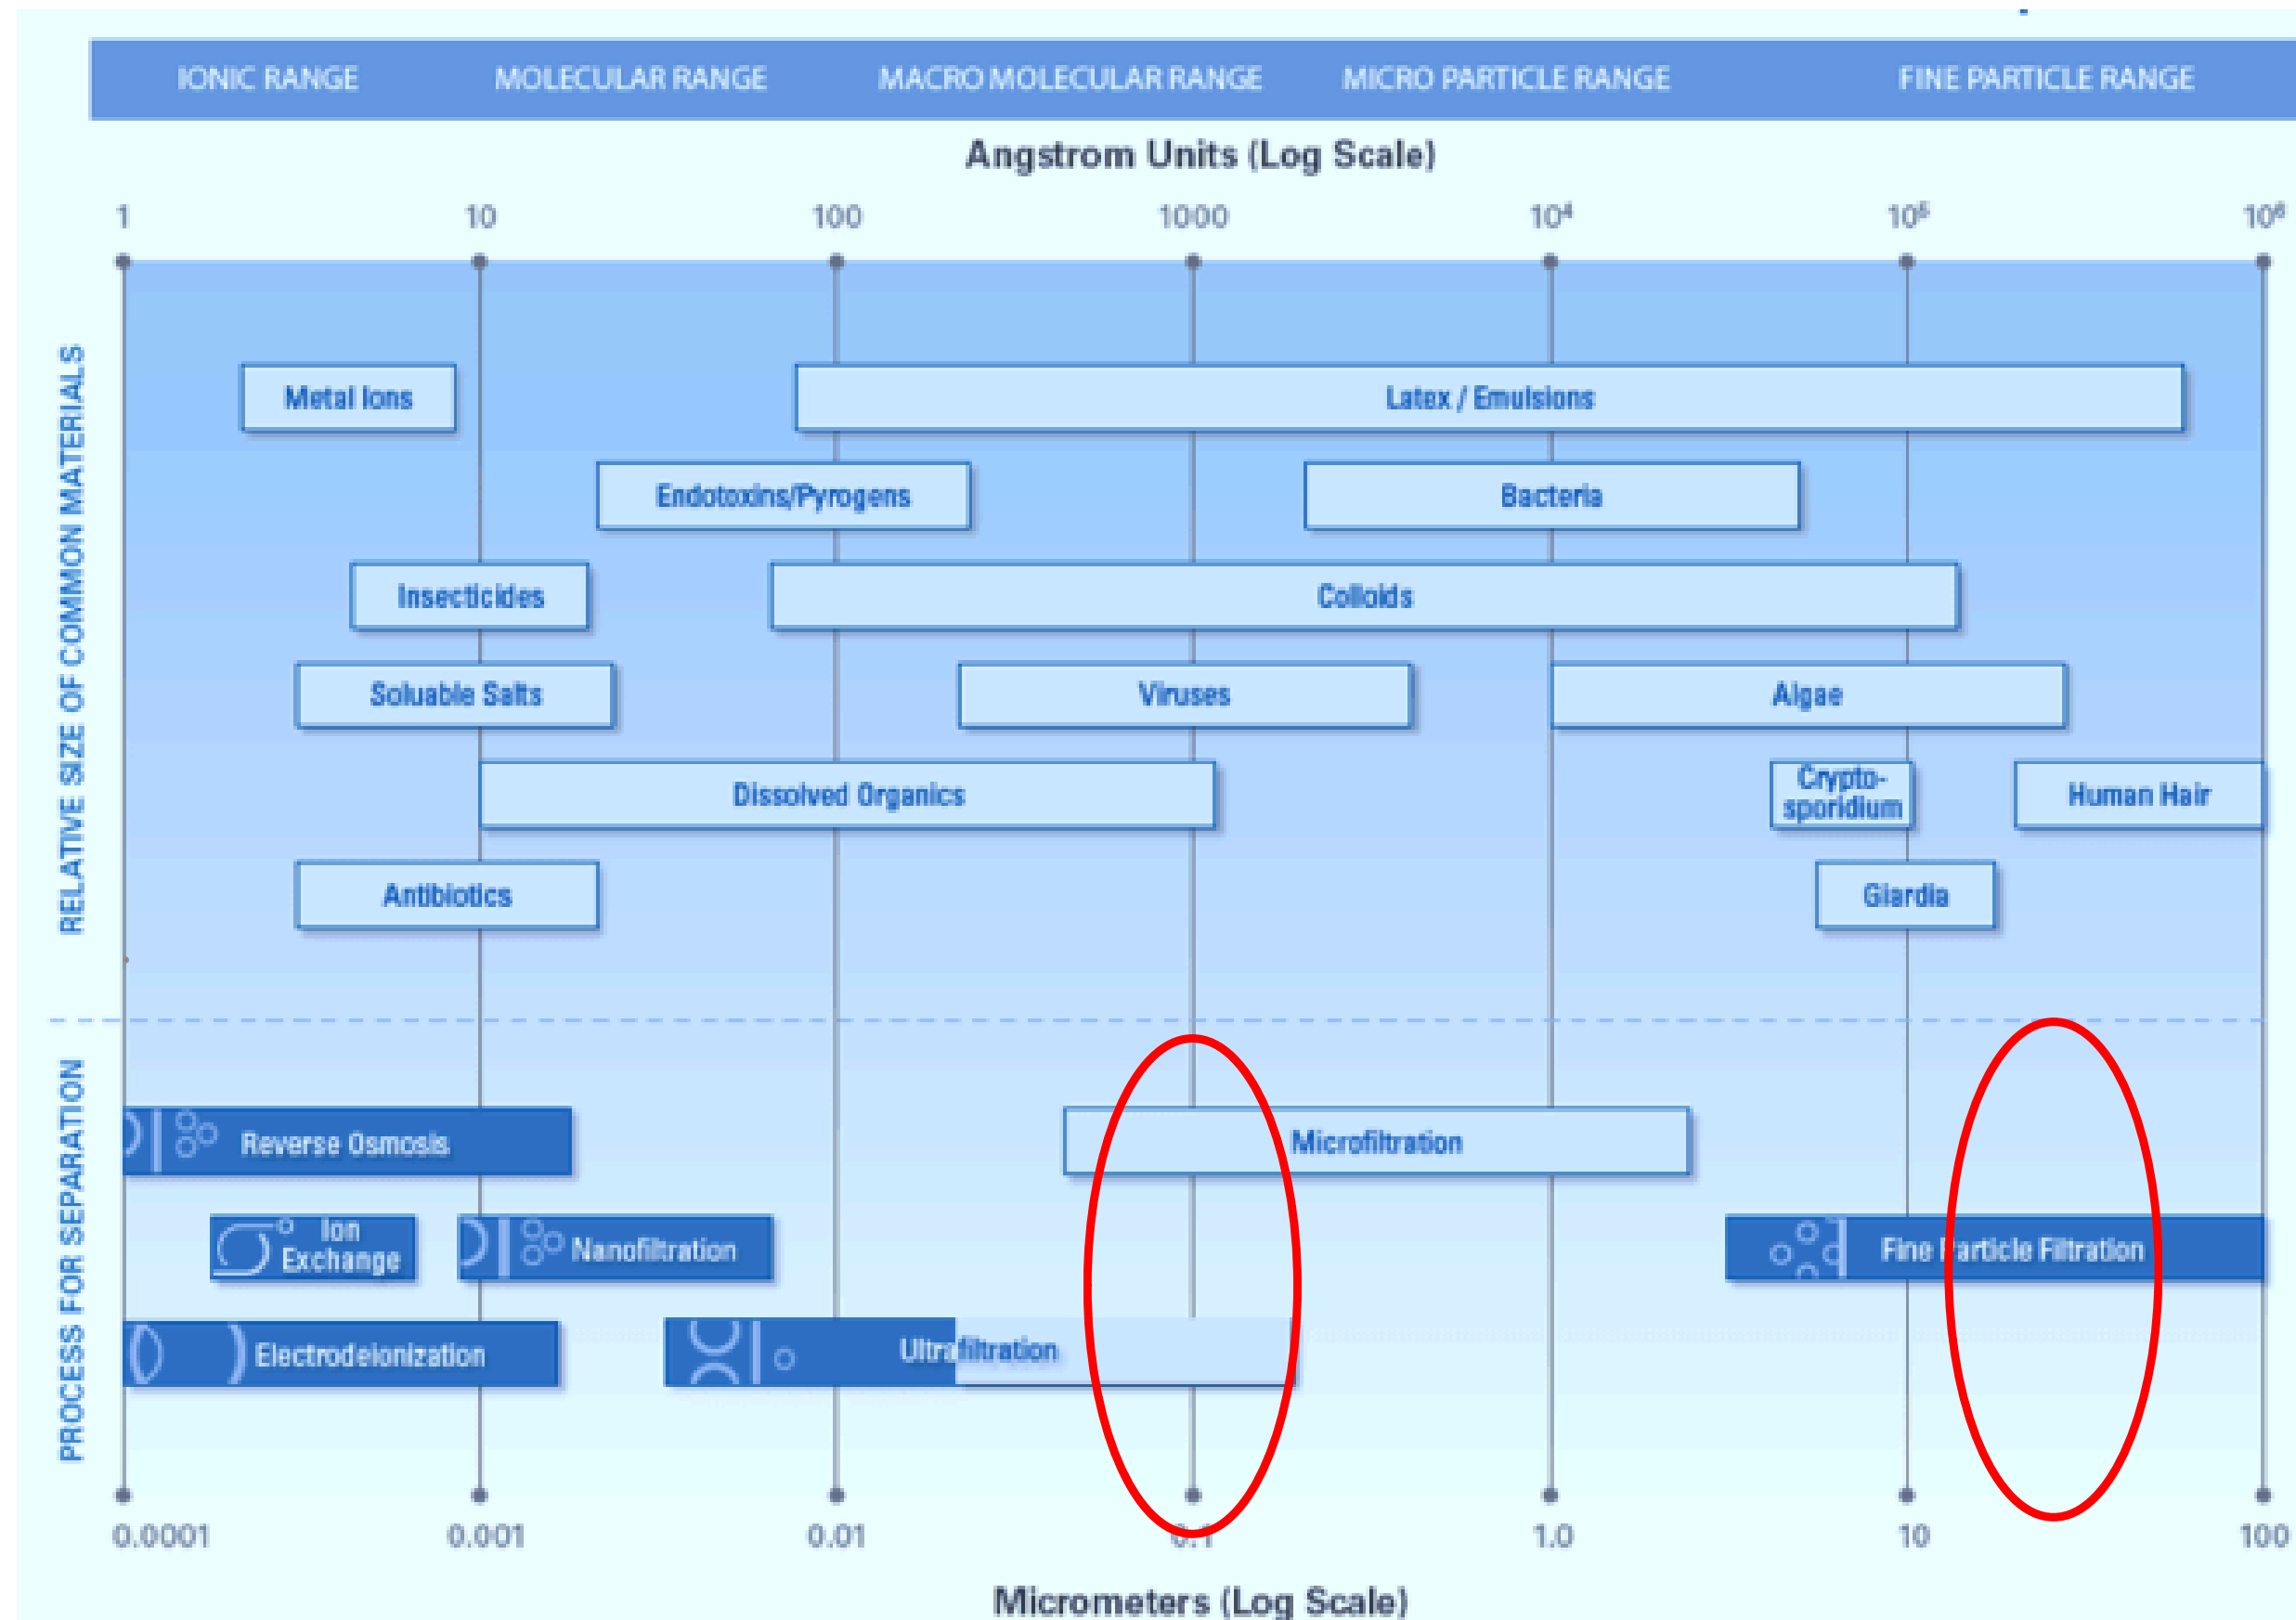 IONIC RANGE MOLECULAR RANGE MACRO MOLECULAR RANGE MICRO PARTICLE RANGE FINE PARTICLE RANGE
Angstrom Units (Log Scale)
1 10 100 1000 10⁴ 10⁵ 10⁶
RELATIVE SIZE OF COMMON MATERIALS
Metal Ions Latex / Emulsions
Endotoxins/Pyrogens Bacteria
Insecticides Colloids
Soluable Salts Viruses Algae
Dissolved Organics Crypto-
sporidium Human Hair
Antibiotics Giardia
PROCESS FOR SEPARATION
Reverse Osmosis Microfiltration
Ion
Exchange Nanofiltration Fine Particle Filtration
Electrodeionization Ultrafiltration
0.0001 0.001 0.01 0.1 1.0 10 100
Micrometers (Log Scale)